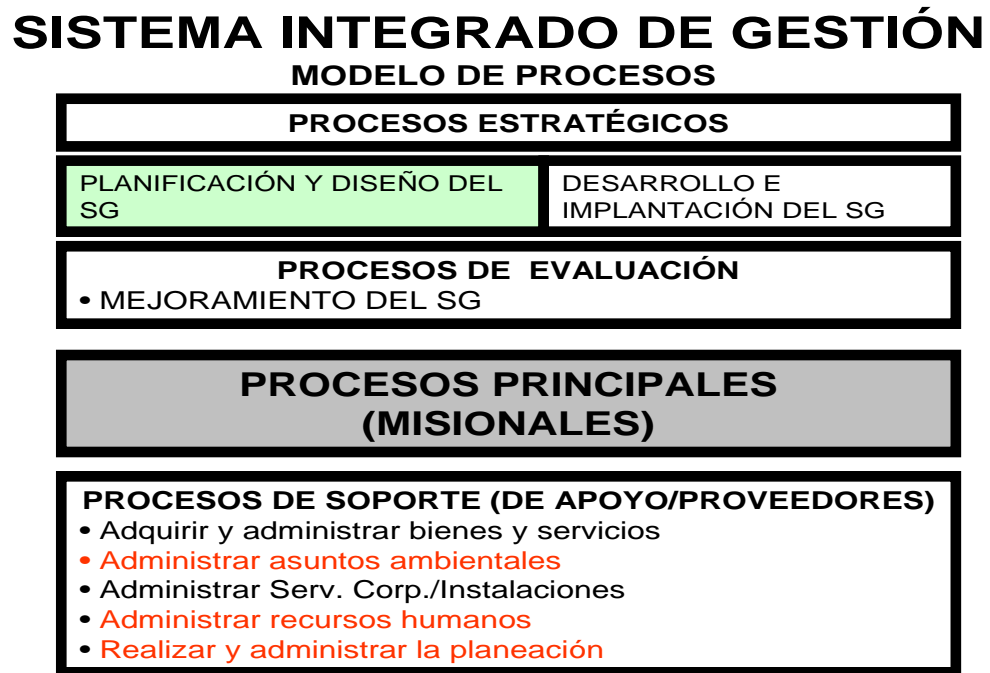 SISTEMA INTEGRADO DE GESTIÓN
MODELO DE PROCESOS
PROCESOS ESTRATÉGICOS
PLANIFICACIÓN Y DISEÑO DEL
SG
DESARROLLO E
IMPLANTACIÓN DEL SG
PROCESOS DE EVALUACIÓN
• MEJORAMIENTO DEL SG
PROCESOS PRINCIPALES
(MISIONALES)
PROCESOS DE SOPORTE (DE APOYO/PROVEEDORES)
• Adquirir y administrar bienes y servicios
• Administrar asuntos ambientales
• Administrar Serv. Corp./Instalaciones
• Administrar recursos humanos
• Realizar y administrar la planeación